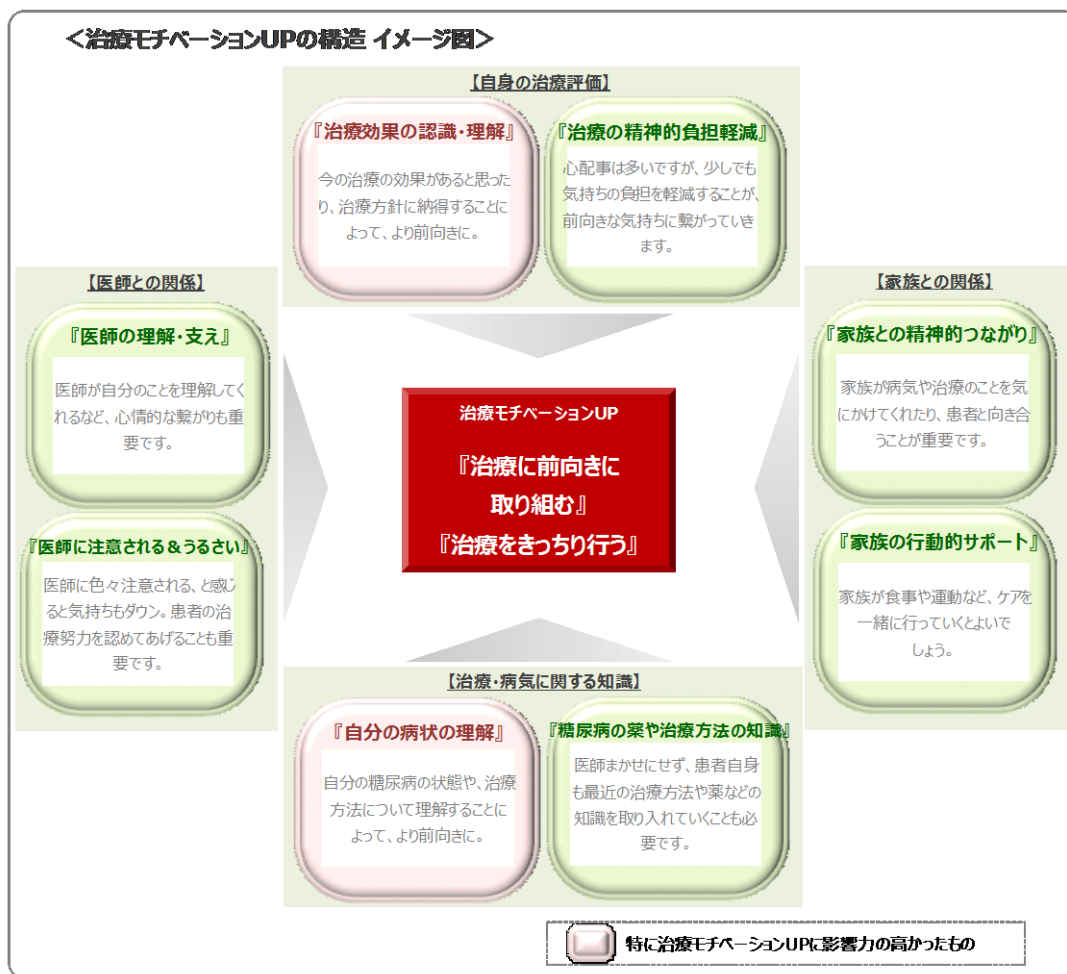 ＜治療モチベーションUPの構造 イメージ図＞
【自身の治療評価】
『治療効果の認識・理解』
今の治療の効果があると思った
り、治療方針に納得することに
よって、より前向きに。
『治療の精神的負担軽減』
心配事は多いですが、少しでも
気持ちの負担を軽減することが、
前向きな気持ちに繋がっていき
ます。
【医師との関係】
『医師の理解・支え』
医師が自分のことを理解してく
れるなど、心情的な繋がりも重
要です。
『医師に注意される＆うるさい』
医師に色々注意される、と感じ
ると気持ちもダウン。患者の治
療努力を認めてあげることも重
要です。
治療モチベーションUP
『治療に前向きに
取り組む』
『治療をきっちり行う』
【家族との関係】
『家族との精神的つながり』
家族が病気や治療のことを気
にかけてくれたり、患者と向き合
うことが重要です。
『家族の行動的サポート』
家族が食事や運動など、ケアを
一緒に行っていくとよいで
しょう。
【治療・病気に関する知識】
『自分の病状の理解』
自分の糖尿病の状態や、治療
方法について理解することに
よって、より前向きに。
『糖尿病の薬や治療方法の知識』
医師まかせにせず、患者自身
も最近の治療方法や薬などの
知識を取り入れていくことも必
要です。
特に治療モチベーションUPに影響力の高かったもの